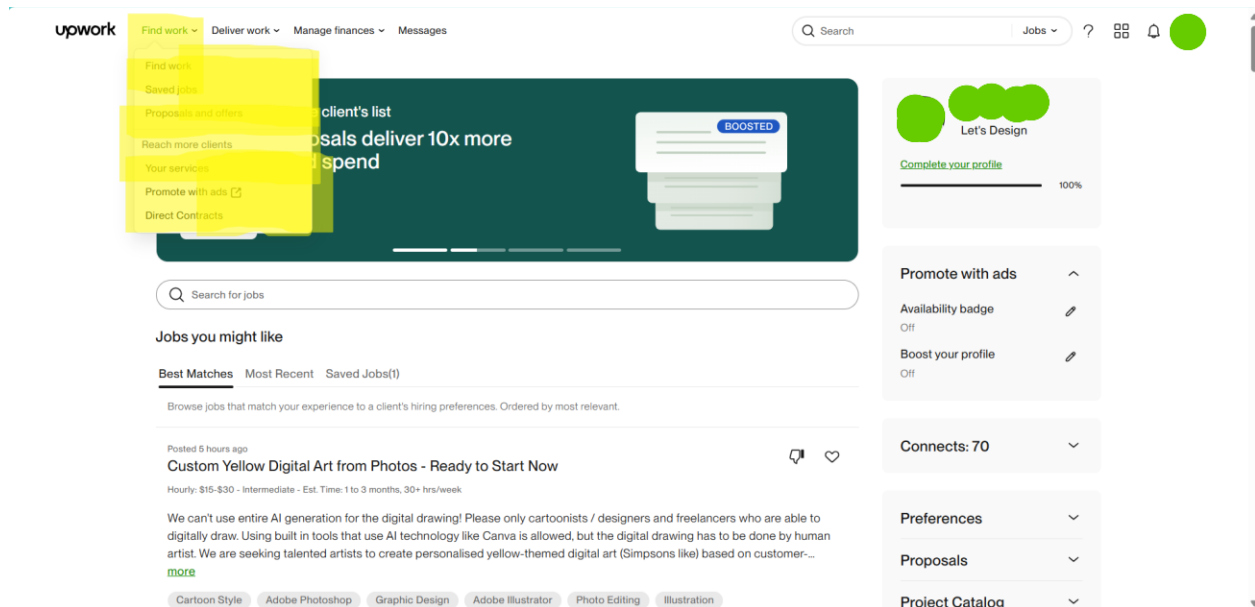 upwork Find work Deliver work Manage finances Messages Search Jobs ?
Find work
Saved jobs
Proposals and offers
Reach more clients
Your services
Promote with ads
Direct Contracts
client's list
osals deliver 10x more
spend
BOOSTED
Let's Design
Complete your profile
100%
Search for jobs
Jobs you might like
Best Matches Most Recent Saved Jobs(1)
Browse jobs that match your experience to a client's hiring preferences. Ordered by most relevant.
Posted 5 hours ago
Custom Yellow Digital Art from Photos - Ready to Start Now
Hourly: $15-$30 - Intermediate - Est. Time: 1 to 3 months, 30+ hrs/week
We can't use entire AI generation for the digital drawing! Please only cartoonists / designers and freelancers who are able to
digitally draw. Using built in tools that use AI technology like Canva is allowed, but the digital drawing has to be done by human
artist. We are seeking talented artists to create personalised yellow-themed digital art (Simpsons like) based on customer-...
more
Cartoon Style Adobe Photoshop Graphic Design Adobe Illustrator Photo Editing Illustration
Promote with ads
Availability badge
Off
Boost your profile
Off
Connects: 70
Preferences
Proposals
Project Catalog